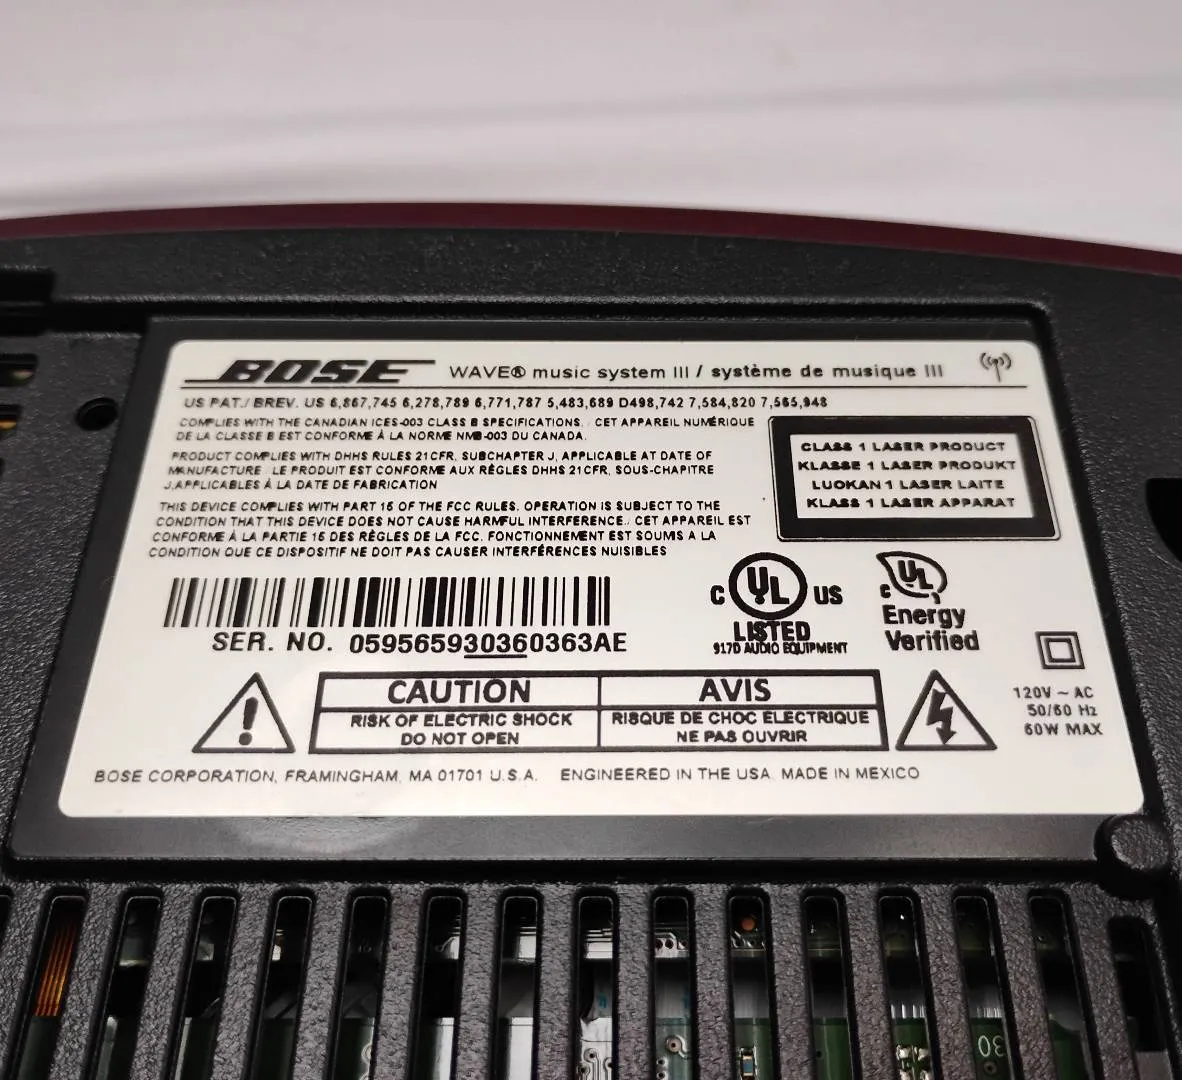 BOSE WAVE® music system III / système de musique III
US PAT./ BREV. US 6,867,745 6,278,789 6,771,787 5,483,689 D498,742 7,584,820 7,565,948
COMPLIES WITH THE CANADIAN ICES-003 CLASS B SPECIFICATIONS. . CET APPAREIL NUMÉRIQUE
DE LA CLASSE B EST CONFORME À LA NORME NMB-003 DU CANADA.
PRODUCT COMPLIES WITH DHHS RULES 21CFR, SUBCHAPTER J, APPLICABLE AT DATE OF
MANUFACTURE . LE PRODUIT EST CONFORME AUX RÉGLES DHHS 21CFR, SOUS-CHAPITRE
J,APPLICABLES À LA DATE DE FABRICATION
THIS DEVICE COMPLIES WITH PART 15 OF THE FCC RULES. OPERATION IS SUBJECT TO THE
CONDITION THAT THIS DEVICE DOES NOT CAUSE HARMFUL INTERFERENCE. . CET APPAREIL EST
CONFORME À LA PARTIE 15 DES RÈGLES DE LA FCC. FONCTIONNEMENT EST SOUMS A LA
CONDITION QUE CE DISPOSITIF NE DOIT PAS CAUSER INTERFÉRENCES NUISIBLES
CLASS 1 LASER PRODUCT
KLASSE 1 LASER PRODUKT
LUOKAN 1 LASER LAITE
KLASS 1 LASER APPARAT
SER. NO. 059565930360363AE
C UL US
LISTED
917D AUDIO EQUIPMENT
C UL
Energy
Verified
120V ~ AC
50/60 Hz
60W MAX
CAUTION
RISK OF ELECTRIC SHOCK
DO NOT OPEN
AVIS
RISQUE DE CHOC ÉLECTRIQUE
NE PAS OUVRIR
BOSE CORPORATION, FRAMINGHAM, MA 01701 U.S.A. ENGINEERED IN THE USA. MADE IN MEXICO